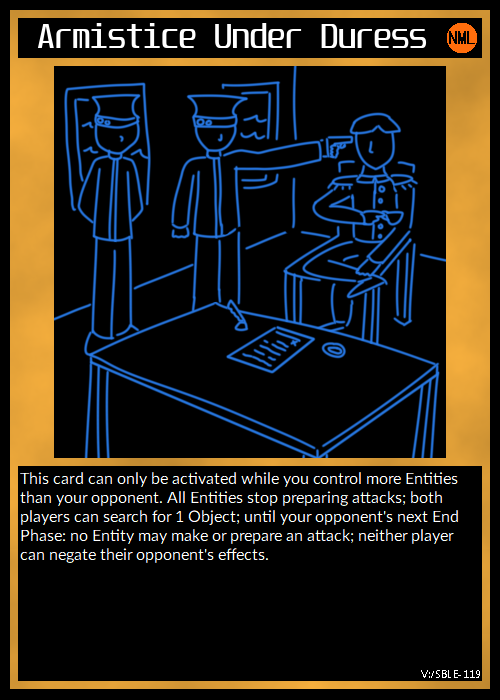 Armistice Under Duress
NML
This card can only be activated while you control more Entities
than your opponent. All Entities stop preparing attacks; both
players can search for 1 Object; until your opponent's next End
Phase: no Entity may make or prepare an attack; neither player
can negate their opponent's effects.
V:/SBLE-119